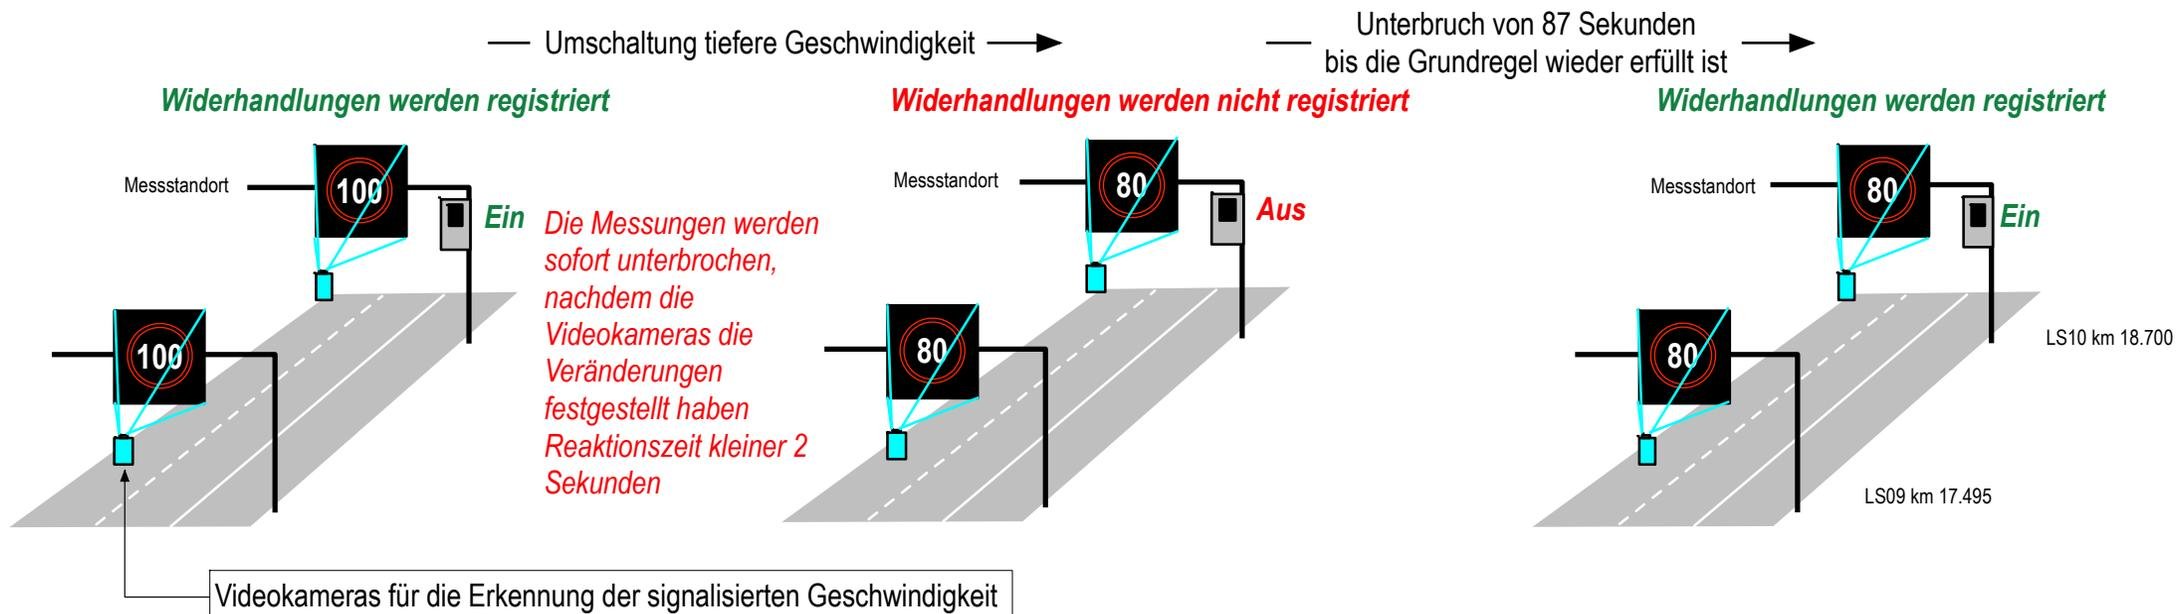 Umschaltung tiefere Geschwindigkeit
Unterbruch von 87 Sekunden
bis die Grundregel wieder erfüllt ist
Widerhandlungen werden registriert
Widerhandlungen werden nicht registriert
Widerhandlungen werden registriert
Messstandort
100
Ein
100
Die Messungen werden
sofort unterbrochen,
nachdem die
Videokameras die
Veränderungen
festgestellt haben
Reaktionszeit kleiner 2
Sekunden
Messstandort
80
Aus
80
Messstandort
80
Ein
80
LS10 km 18.700
LS09 km 17.495
Videokameras für die Erkennung der signalisierten Geschwindigkeit